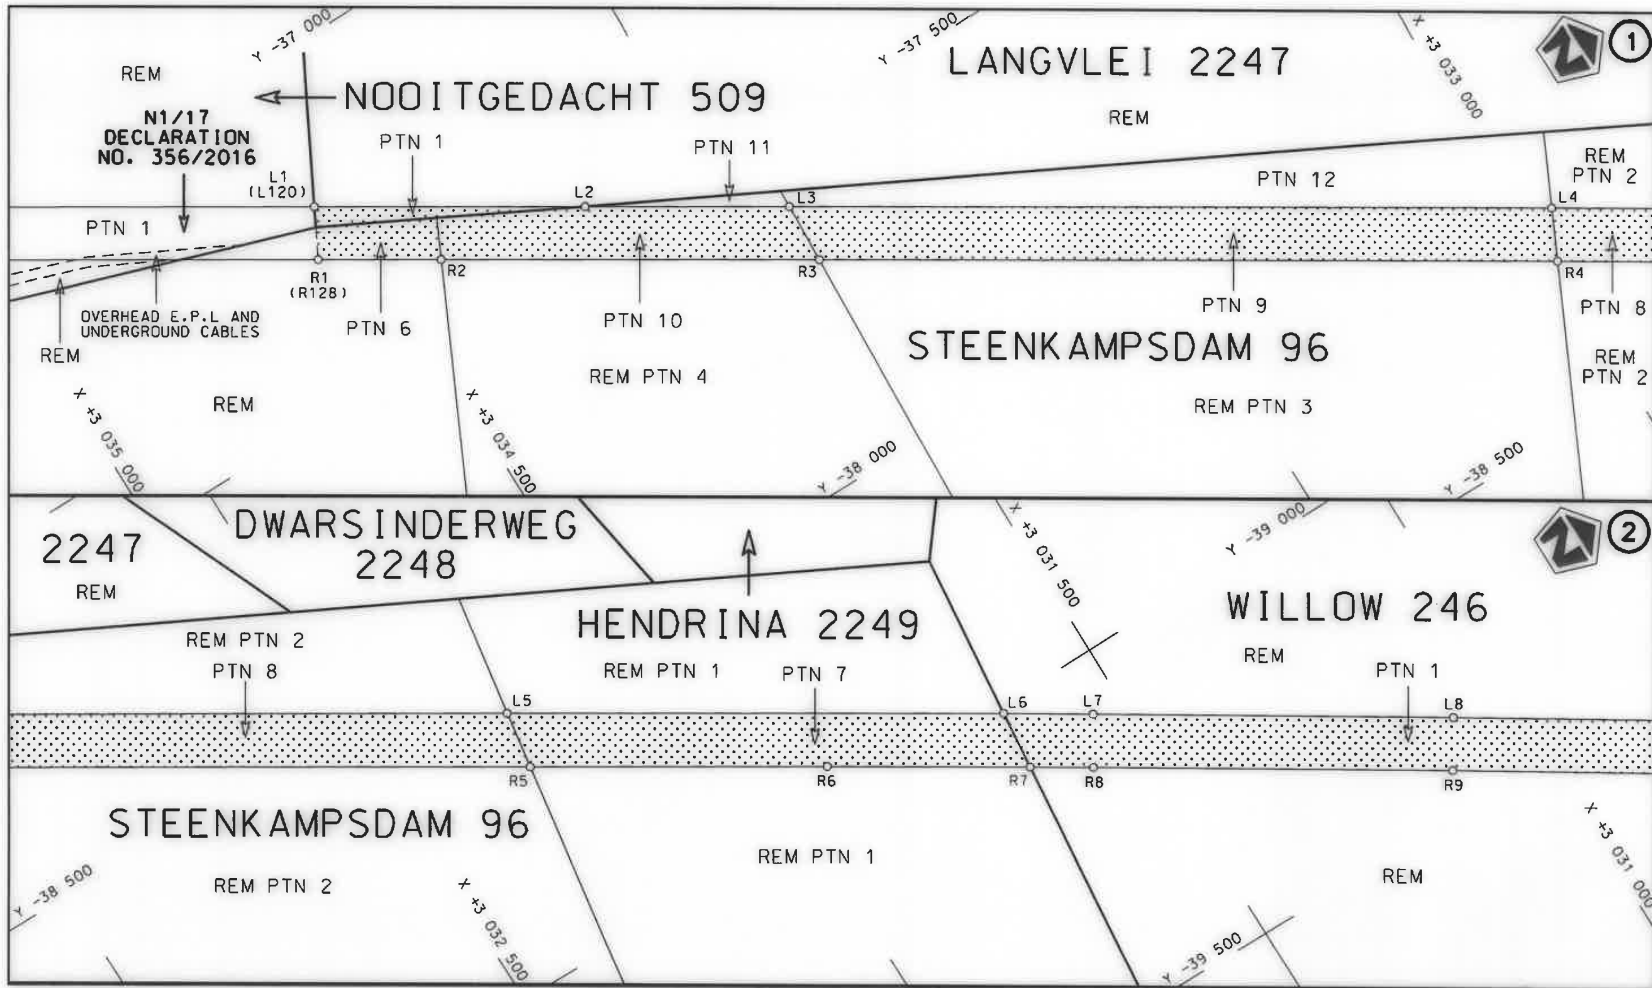 Y -37 000
Y -37 500
X +3 033 000
1
REM
NOOITGEDACHT 509
LANGVLEI 2247
REM
N1/17
DECLARATION
NO. 356/2016
PTN 1
PTN 11
PTN 12
REM
PTN 2
L1
(L120)
L2
L3
L4
PTN 1
R1
(R128)
R2
R3
R4
OVERHEAD E.P.L AND
UNDERGROUND CABLES
REM
PTN 6
PTN 10
PTN 9
PTN 8
STEENKAMPSDAM 96
REM
REM PTN 4
REM PTN 3
REM
PTN 2
X +3 035 000
X +3 034 500
Y -38 000
Y -38 500
2247
REM
DWARSINDERWEG
2248
X +3 031 500
Y -39 000
2
REM PTN 2
PTN 8
HENDRINA 2249
REM PTN 1
PTN 7
WILLOW 246
REM
PTN 1
L5
L6
L7
L8
R5
R6
R7
R8
R9
STEENKAMPSDAM 96
REM PTN 2
REM PTN 1
REM
Y -38 500
X +3 032 500
Y -39 500
X +3 031 000